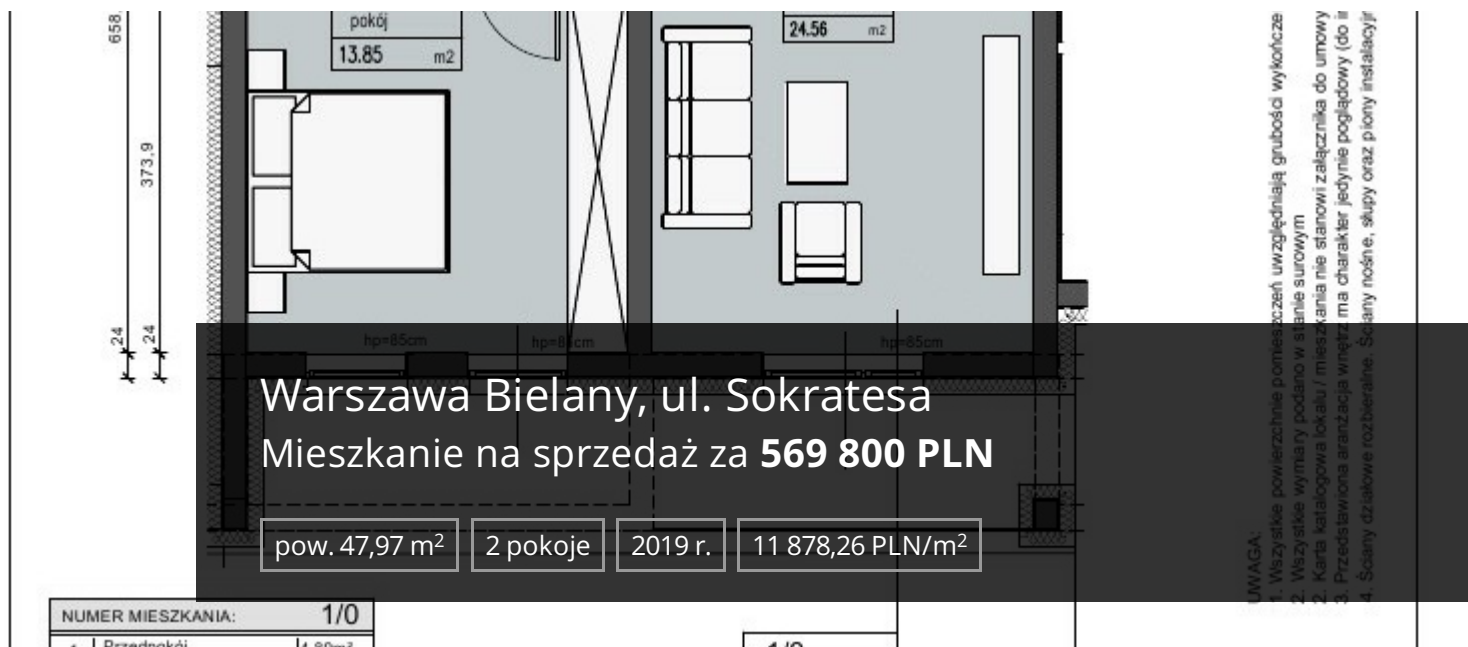 pokój
13.85 m2
24.56 m2
658,
373,9
24
24
hp=85cm
hp=85cm
hp=85cm
Warszawa Bielany, ul. Sokratesa
Mieszkanie na sprzedaż za 569 800 PLN
pow. 47,97 m²
2 pokoje
2019 r.
11 878,26 PLN/m²
UWAGA:
1. Wszystkie powierzchnie pomieszczeń uwzględniają grubości wykończe
2. Wszystkie wymiary podano w stanie surowym
2. Karta katalogowa lokalu / mieszkania nie stanowi załącznika do umowy
3. Przedstawiona aranżacja wnętrz ma charakter jedynie poglądowy (do
4. Ściany działowe rozbieralne. Ściany nośne, słupy oraz piony instalacyj
NUMER MIESZKANIA: 1/0
Przedpokój
1/0